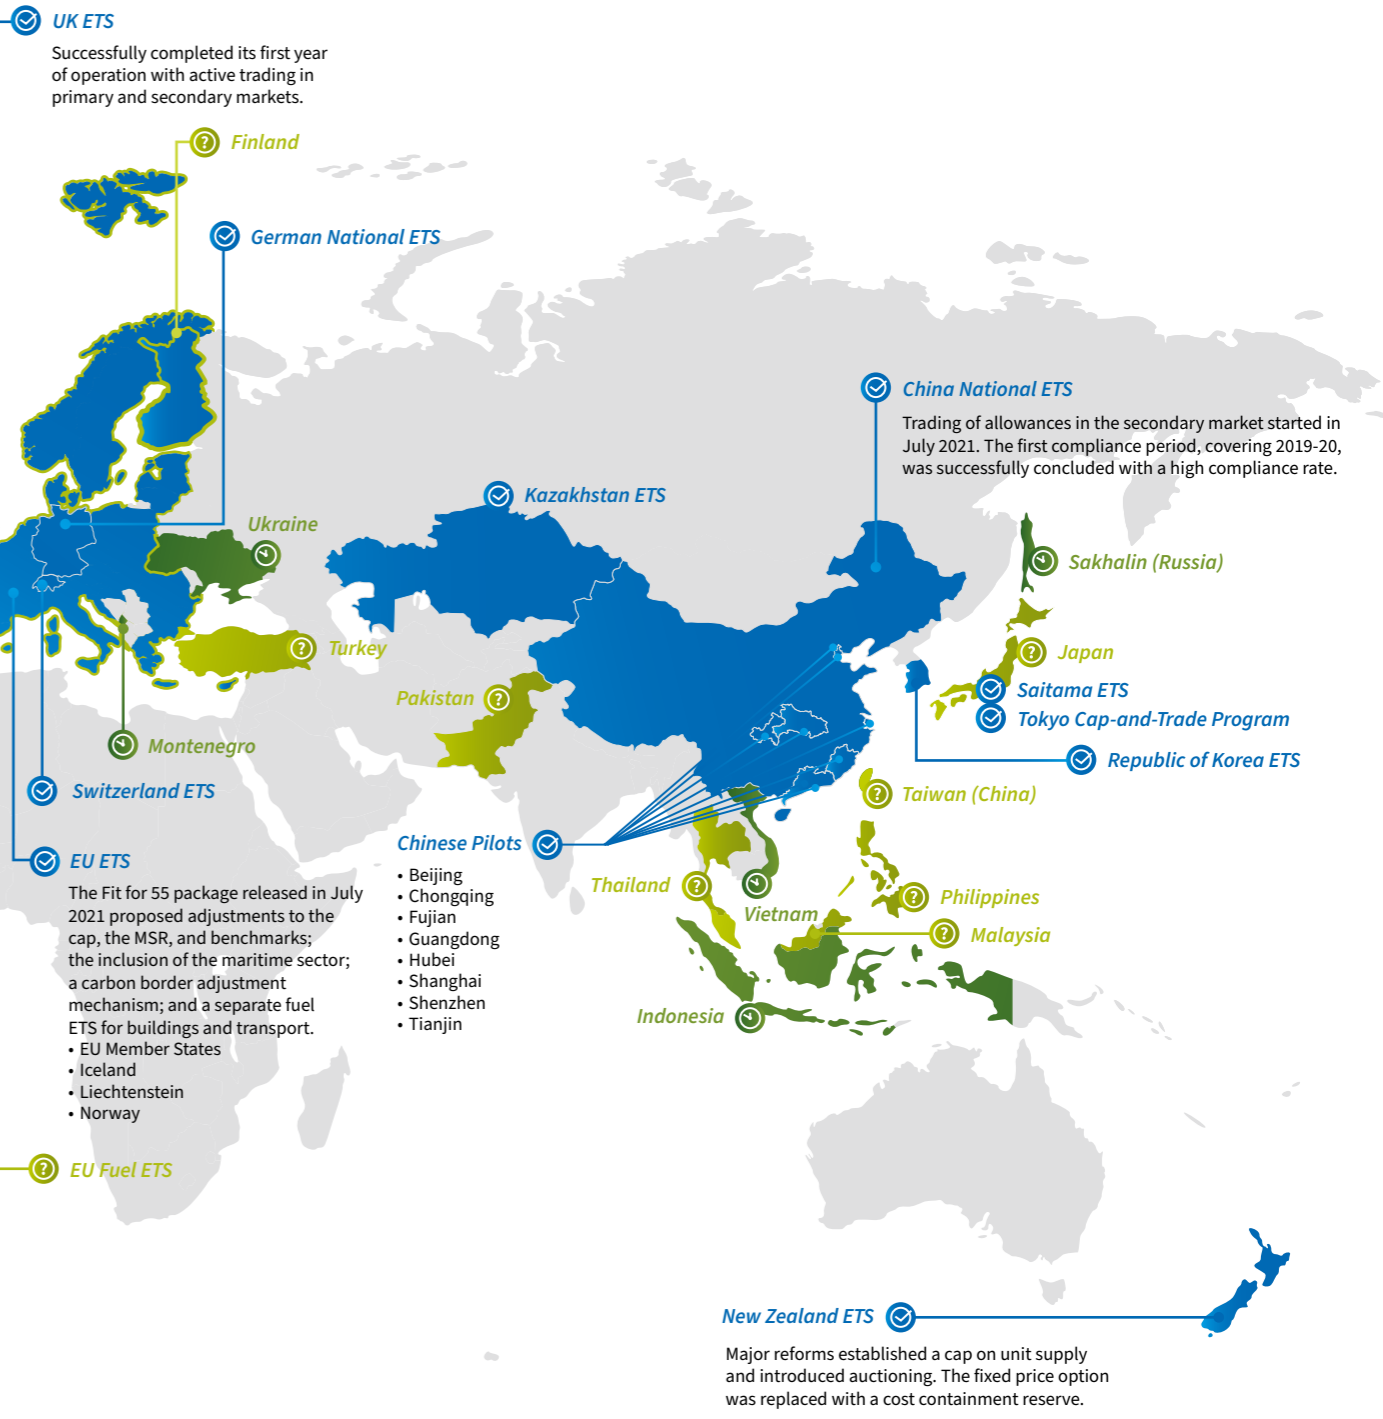 UK ETS
Successfully completed its first year
of operation with active trading in
primary and secondary markets.
Finland
German National ETS
China National ETS
Trading of allowances in the secondary market started in
July 2021. The first compliance period, covering 2019-20,
was successfully concluded with a high compliance rate.
Kazakhstan ETS
Ukraine
Sakhalin (Russia)
Turkey
Japan
Pakistan
Saitama ETS
Tokyo Cap-and-Trade Program
Montenegro
Republic of Korea ETS
Switzerland ETS
Taiwan (China)
Chinese Pilots
• Beijing
• Chongqing
• Fujian
• Guangdong
• Hubei
• Shanghai
• Shenzhen
• Tianjin
EU ETS
The Fit for 55 package released in July
2021 proposed adjustments to the
cap, the MSR, and benchmarks;
the inclusion of the maritime sector;
a carbon border adjustment
mechanism; and a separate fuel
ETS for buildings and transport.
• EU Member States
• Iceland
• Liechtenstein
• Norway
Thailand
Vietnam
Philippines
Malaysia
Indonesia
EU Fuel ETS
New Zealand ETS
Major reforms established a cap on unit supply
and introduced auctioning. The fixed price option
was replaced with a cost containment reserve.